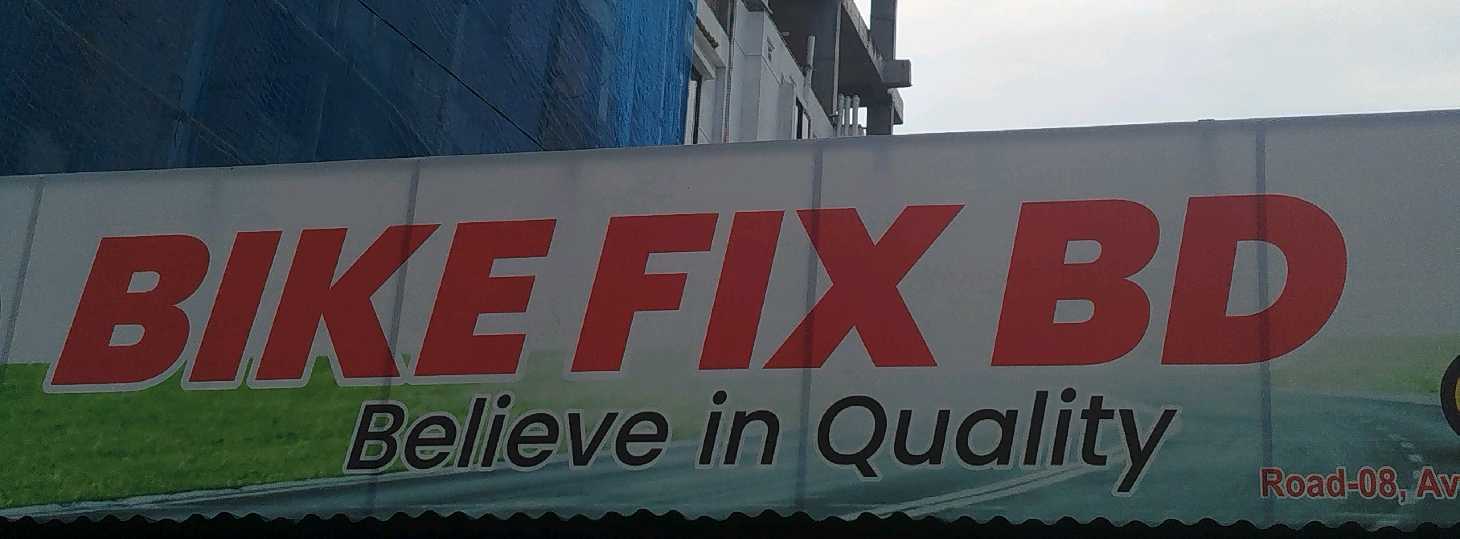 BIKE FIX BD
Believe in Quality
Road-08,